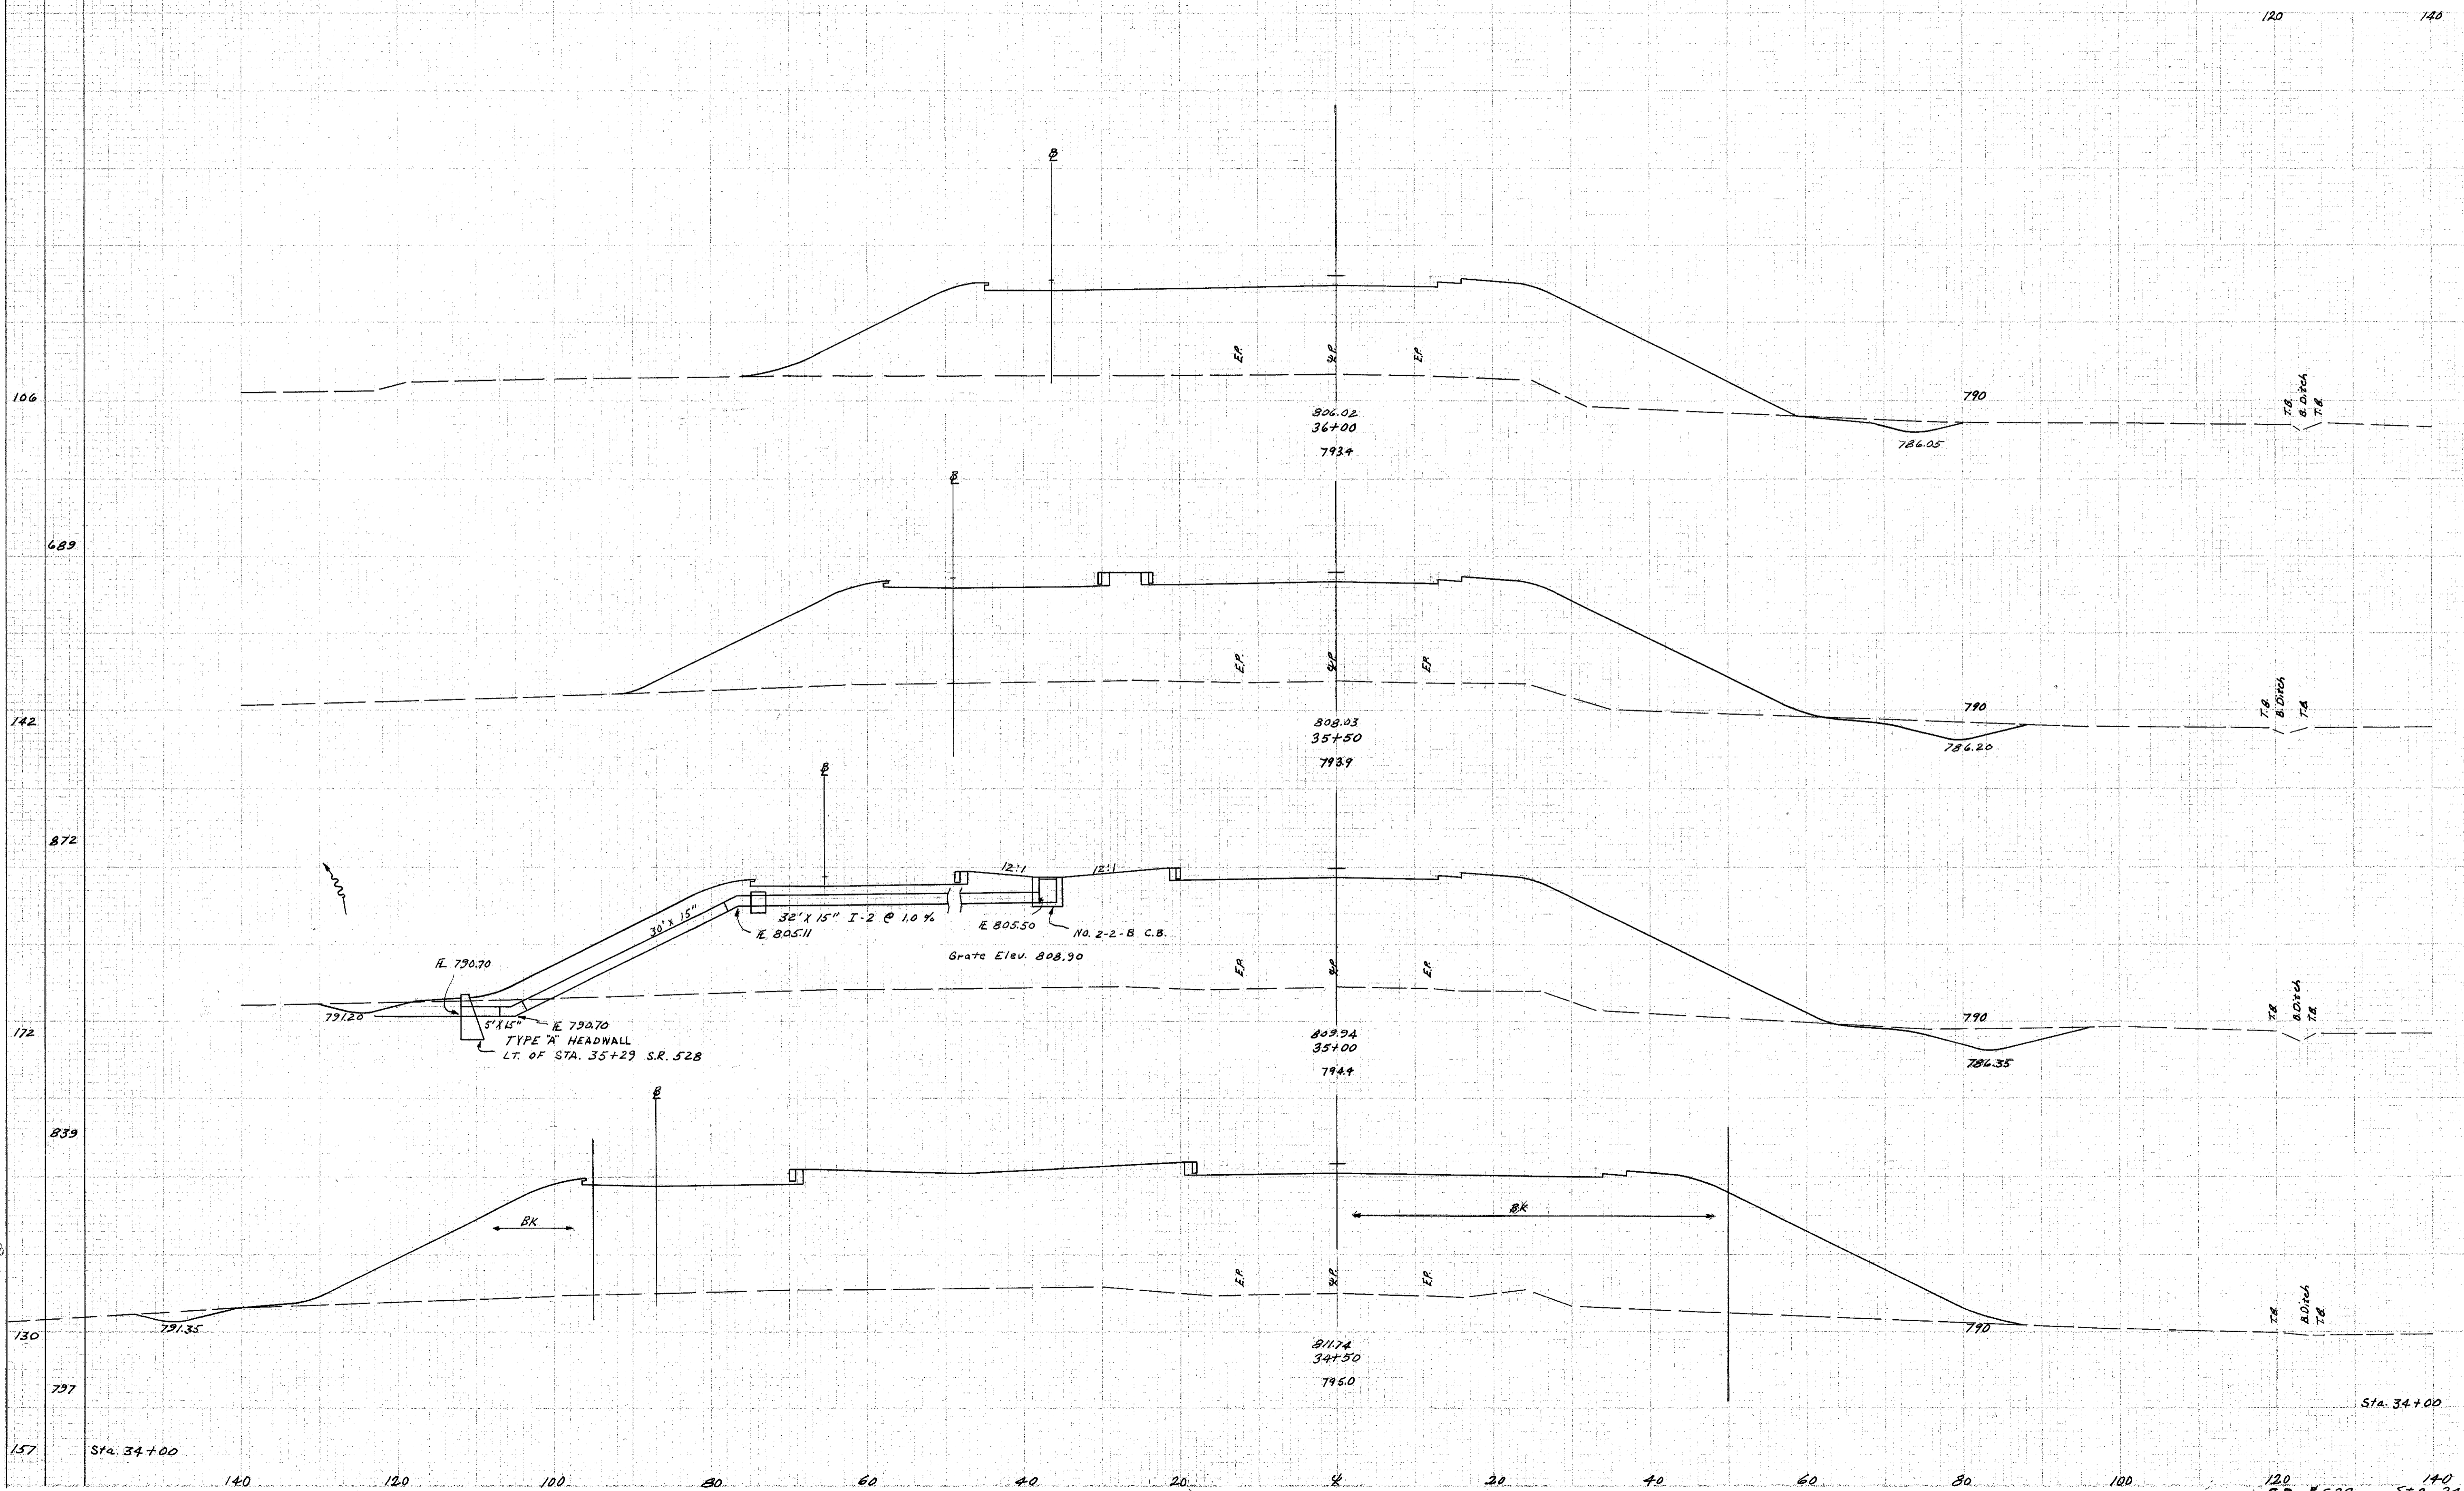 120 140
℄
E.P. ℄P. E.P.
106
806.02
36+00
793.4
790
T.B.
B. Ditch
T.B.
786.05
℄
689
E.P. ℄P. E.P.
142
808.03
35+50
793.9
790
T.B.
B. Ditch
T.B.
786.20
℄
872
12:1 12:1
30' X 15"
32' X 15" I-2 @ 1.0 %
F͟L 805.11
F͟L 805.50
NO. 2-2-B C.B.
Grate Elev. 808.90
F͟L 790.70
791.20
5' X 15"
F͟L 790.70
TYPE "A" HEADWALL
LT. OF STA. 35+29 S.R. 528
E.P. ℄P. E.P.
172
809.94
35+00
794.4
790
T.B.
B. Ditch
T.B.
786.35
℄
839
BK BK
E.P. ℄P. E.P.
130
791.35
811.74
34+50
795.0
790
T.B.
B. Ditch
T.B.
797
Sta. 34+00
157
Sta. 34+00
140 120 100 80 60 40 20 ℄ 20 40 60 80 100 120 140